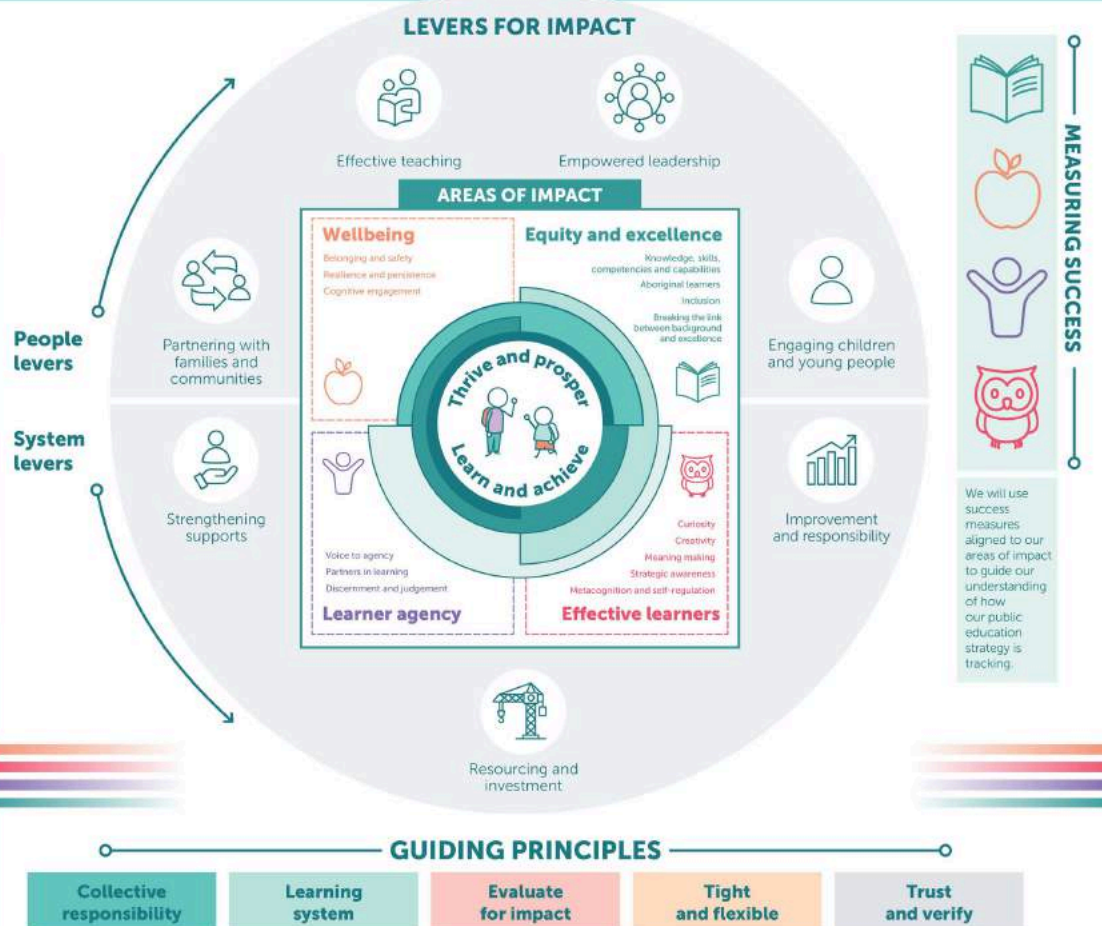 LEVERS FOR IMPACT
Effective teaching
Empowered leadership
People
levers
Partnering with
families and
communities
Engaging children
and young people
System
levers
Strengthening
supports
Improvement
and responsibility
Resourcing and
investment
AREAS OF IMPACT
Wellbeing
Belonging and safety
Resilience and persistence
Cognitive engagement
Equity and excellence
Knowledge, skills,
competencies and capabilities
Aboriginal learners
Inclusion
Breaking the link
between background
and excellence
Thrive and prosper
Learn and achieve
Voice to agency
Partners in learning
Discernment and judgement
Learner agency
Curiosity
Creativity
Meaning making
Strategic awareness
Metacognition and self-regulation
Effective learners
MEASURING SUCCESS
We will use
success
measures
aligned to our
areas of impact
to guide our
understanding
of how
our public
education
strategy is
tracking.
GUIDING PRINCIPLES
Collective
responsibility
Learning
system
Evaluate
for impact
Tight
and flexible
Trust
and verify